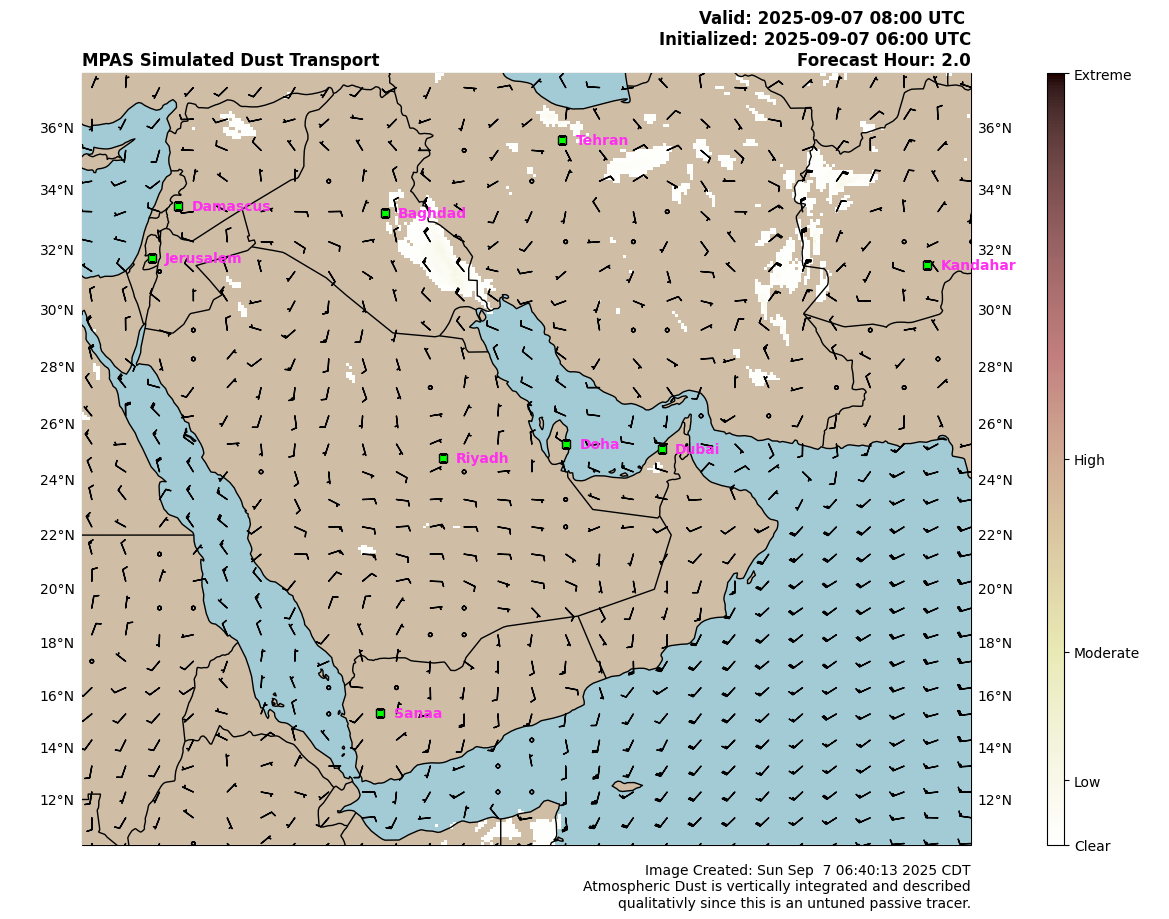 Valid: 2025-09-07 08:00 UTC
Initialized: 2025-09-07 06:00 UTC
MPAS Simulated Dust Transport
Forecast Hour: 2.0
Extreme
36°N
36°N
Tehran
34°N
34°N
Damascus
Baghdad
32°N
32°N
Jerusalem
Kandahar
30°N
30°N
28°N
28°N
26°N
26°N
Doha
Dubai
Riyadh
High
24°N
24°N
22°N
22°N
20°N
20°N
18°N
18°N
Moderate
16°N
16°N
Sanaa
14°N
14°N
Low
12°N
12°N
Clear
Image Created: Sun Sep  7 06:40:13 2025 CDT
Atmospheric Dust is vertically integrated and described
qualitativly since this is an untuned passive tracer.